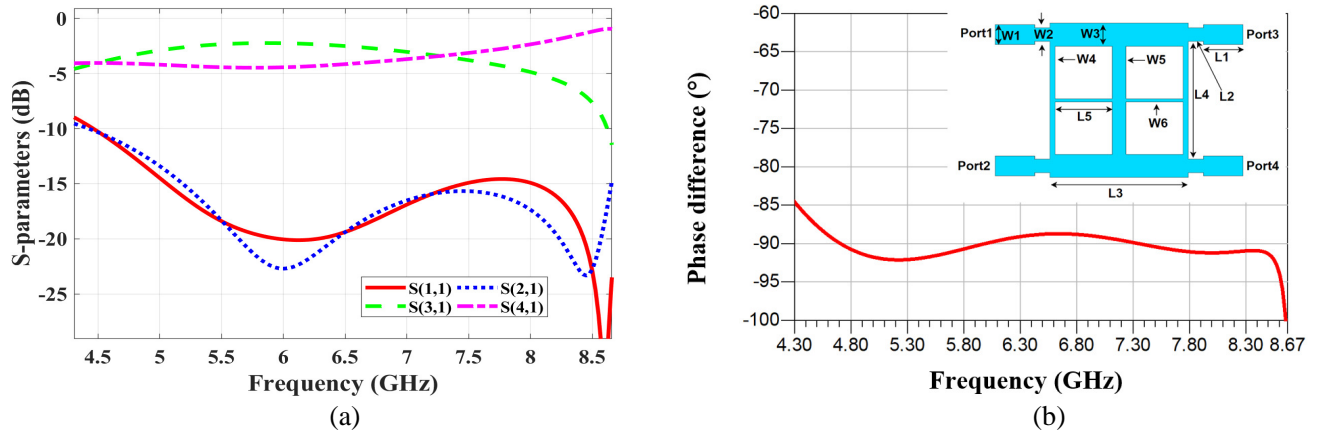 0
-5
-10
-15
-20
-25
S-parameters (dB)
S(1,1) S(2,1)
S(3,1) S(4,1)
4.5 5 5.5 6 6.5 7 7.5 8 8.5
Frequency (GHz)
(a)
-60
-65
-70
-75
-80
-85
-90
-95
-100
Phase difference (°)
Port1 W1 W2 W3 Port3
L1
W4 W5
L4 L2
L5 W6
Port2 Port4
L3
4.30 4.80 5.30 5.80 6.30 6.80 7.30 7.80 8.30 8.67
Frequency (GHz)
(b)